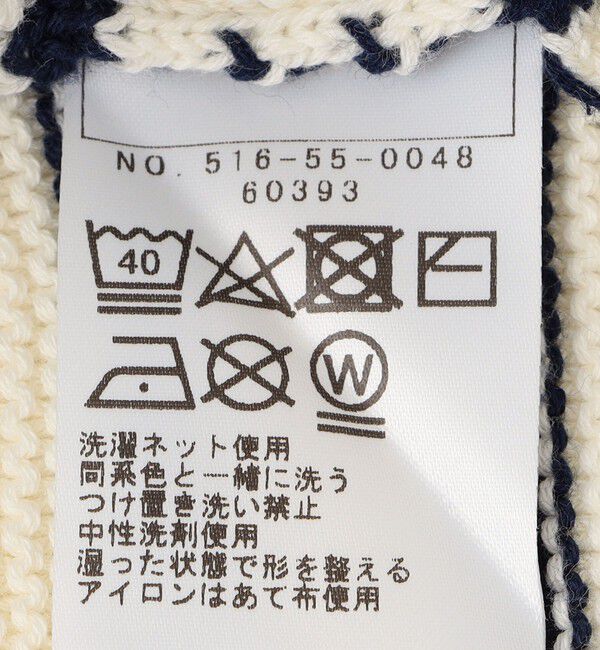 NO. 516-55-0048
60393
40
W
洗濯ネット使用
同系色と一緒に洗う
つけ置き洗い禁止
中性洗剤使用
湿った状態で形を整える
アイロンはあて布使用